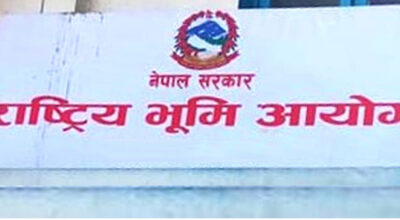 नेपाल सरकार
राष्ट्रिय भूमि आयोग